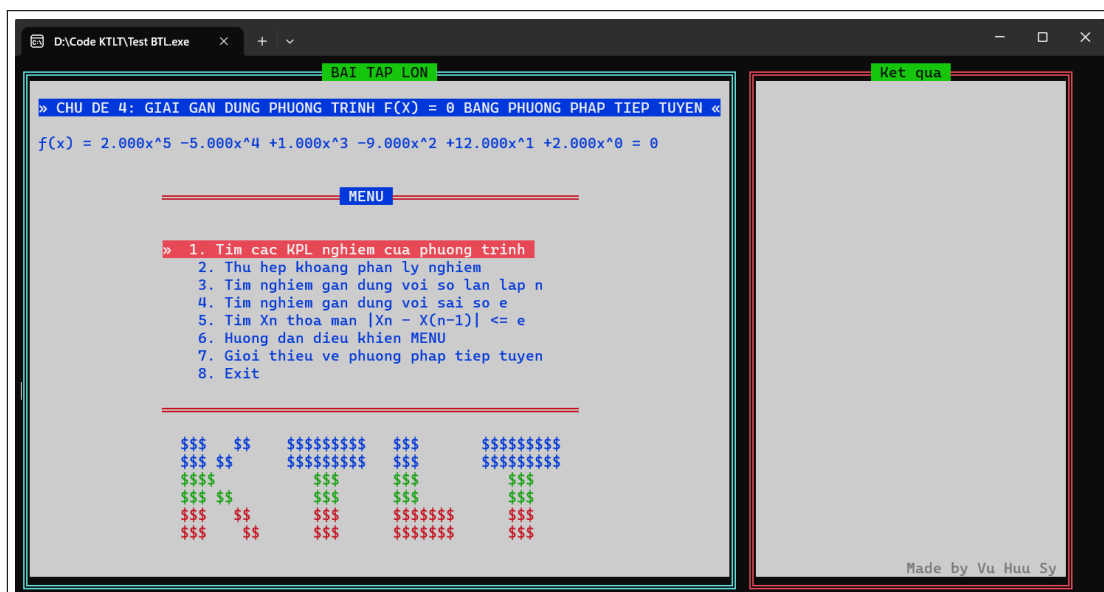 D:\Code KTLT\Test BTL.exe
BAI TAP LON
» CHU DE 4: GIAI GAN DUNG PHUONG TRINH F(X) = 0 BANG PHUONG PHAP TIEP TUYEN «
ƒ(x) = 2.000x^5 -5.000x^4 +1.000x^3 -9.000x^2 +12.000x^1 +2.000x^0 = 0
MENU
» 1. Tim cac KPL nghiem cua phuong trinh
2. Thu hep khoang phan ly nghiem
3. Tim nghiem gan dung voi so lan lap n
4. Tim nghiem gan dung voi sai so e
5. Tim Xn thoa man |Xn - X(n-1)| <= e
6. Huong dan dieu khien MENU
7. Gioi thieu ve phuong phap tiep tuyen
8. Exit
$$$   $$    $$$$$$$$$   $$$       $$$$$$$$$
$$$ $$      $$$$$$$$$   $$$       $$$$$$$$$
$$$$           $$$      $$$          $$$
$$$ $$         $$$      $$$          $$$
$$$   $$       $$$      $$$$$$$      $$$
$$$    $$      $$$      $$$$$$$      $$$
Ket qua
Made by Vu Huu Sy